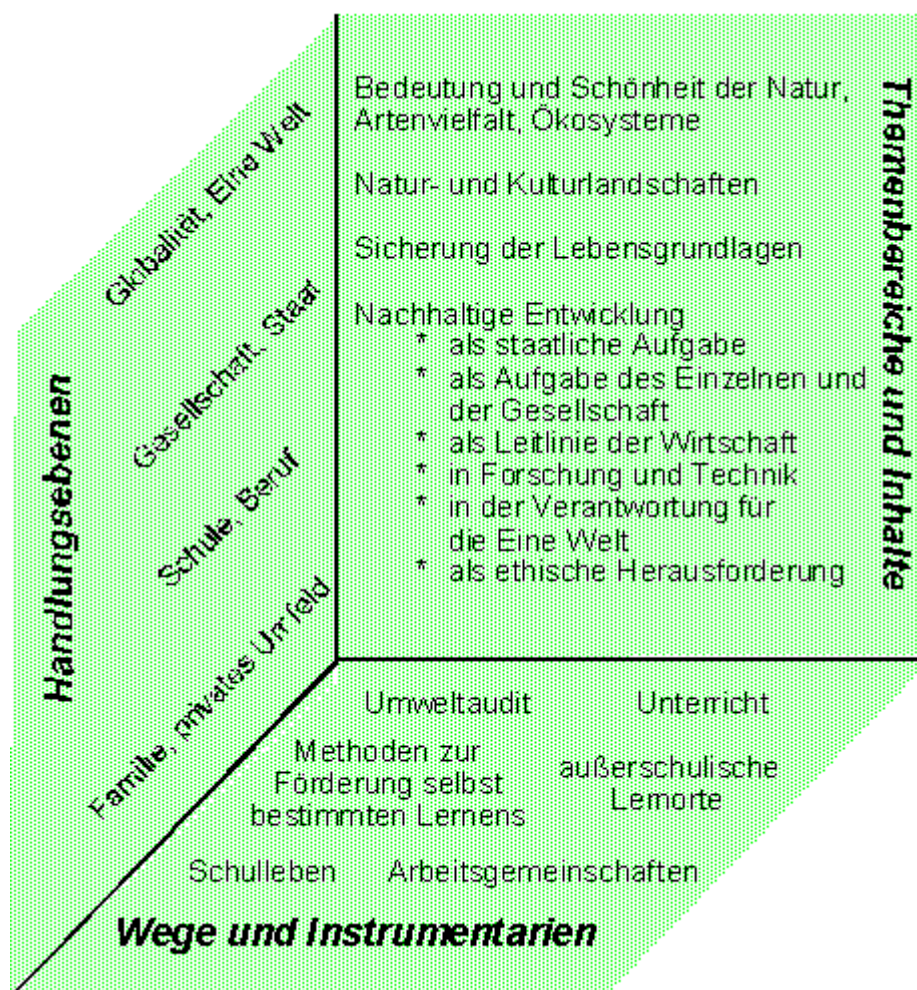 Bedeutung und Schönheit der Natur,
Artenvielfalt, Ökosysteme
Natur- und Kulturlandschaften
Sicherung der Lebensgrundlagen
Nachhaltige Entwicklung
* als staatliche Aufgabe
* als Aufgabe des Einzelnen und
der Gesellschaft
* als Leitlinie der Wirtschaft
* in Forschung und Technik
* in der Verantwortung für
die Eine Welt
* als ethische Herausforderung
Themenbereiche und Inhalte
Globalität, Eine Welt
Gesellschaft, Staat
Schule, Beruf
Familie, privates Umfeld
Handlungsebenen
Umweltaudit
Unterricht
Methoden zur
Förderung selbst
bestimmten Lernens
außerschulische
Lernorte
Schulleben
Arbeitsgemeinschaften
Wege und Instrumentarien